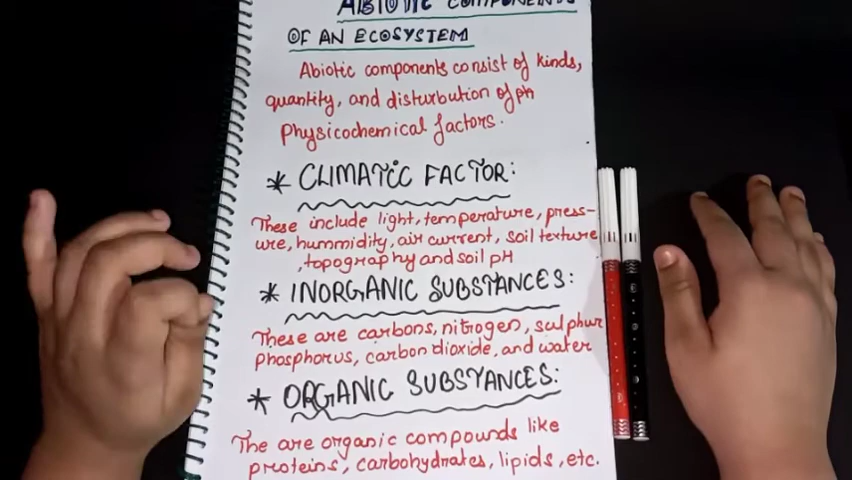 ABIOTIC COMPONENTS
OF AN ECOSYSTEM
Abiotic components consist of kinds,
quantity, and disturbution of ph
Physicochemical factors.
* CLIMATIC FACTOR:
These include light, temperature, press-
ure, hummidity, air current, soil texture
,topography and soil pH
* INORGANIC SUBSTANCES:
These are carbons, nitrogen, sulphur
phosphorus, carbon dioxide, and water
* ORGANIC SUBSTANCES:
The are organic compounds like
proteins, carbohydrates, lipids, etc.